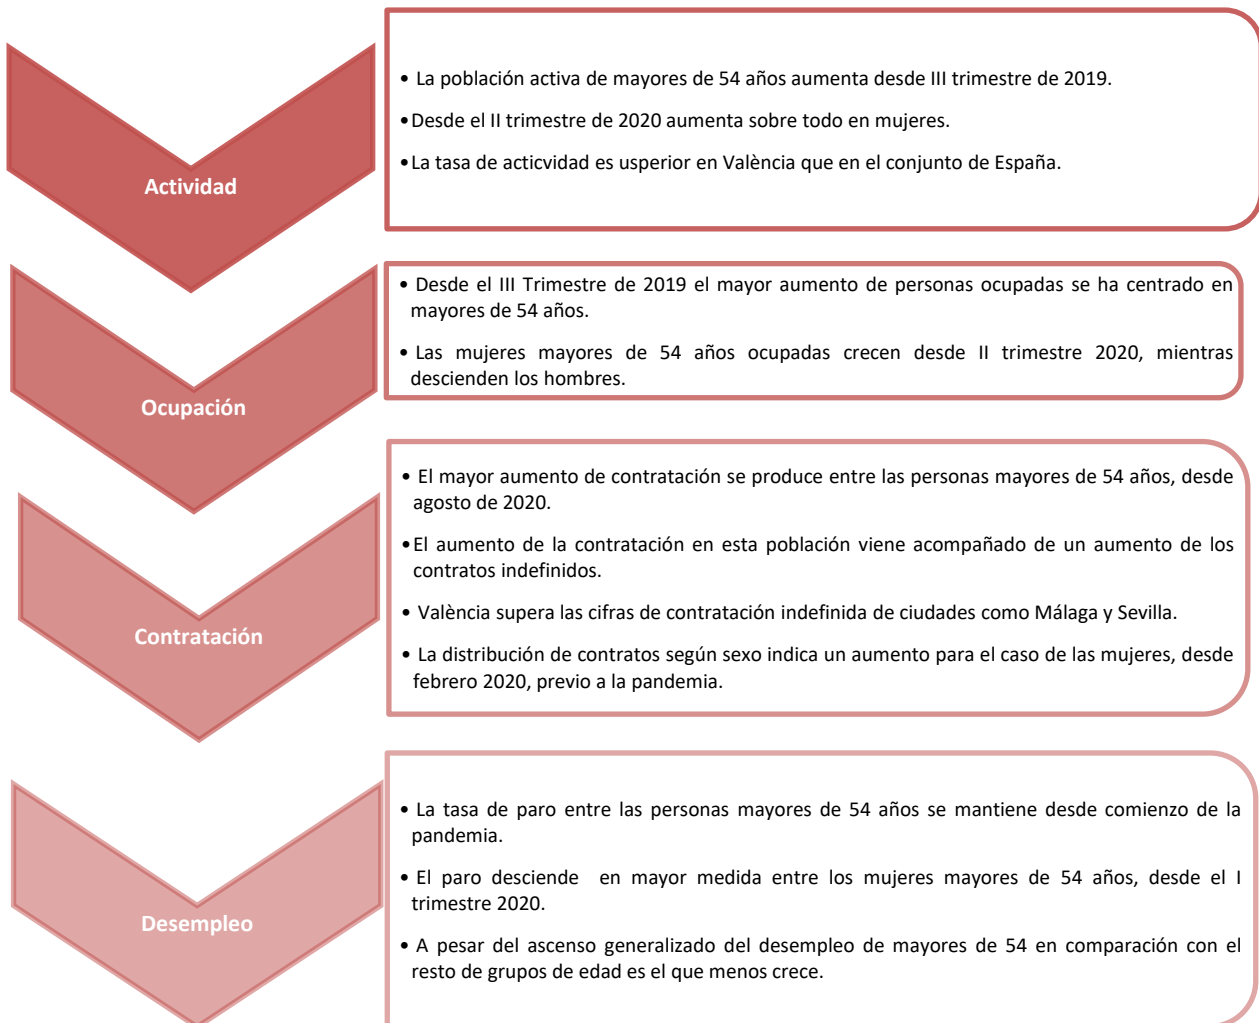 Actividad
• La población activa de mayores de 54 años aumenta desde III trimestre de 2019.
•Desde el II trimestre de 2020 aumenta sobre todo en mujeres.
•La tasa de acticvidad es usperior en València que en el conjunto de España.
Ocupación
• Desde el III Trimestre de 2019 el mayor aumento de personas ocupadas se ha centrado en
mayores de 54 años.
• Las mujeres mayores de 54 años ocupadas crecen desde II trimestre 2020, mientras
descienden los hombres.
Contratación
• El mayor aumento de contratación se produce entre las personas mayores de 54 años, desde
agosto de 2020.
•El aumento de la contratación en esta población viene acompañado de un aumento de los
contratos indefinidos.
• València supera las cifras de contratación indefinida de ciudades como Málaga y Sevilla.
• La distribución de contratos según sexo indica un aumento para el caso de las mujeres, desde
febrero 2020, previo a la pandemia.
Desempleo
• La tasa de paro entre las personas mayores de 54 años se mantiene desde comienzo de la
pandemia.
• El paro desciende en mayor medida entre los mujeres mayores de 54 años, desde el I
trimestre 2020.
• A pesar del ascenso generalizado del desempleo de mayores de 54 en comparación con el
resto de grupos de edad es el que menos crece.